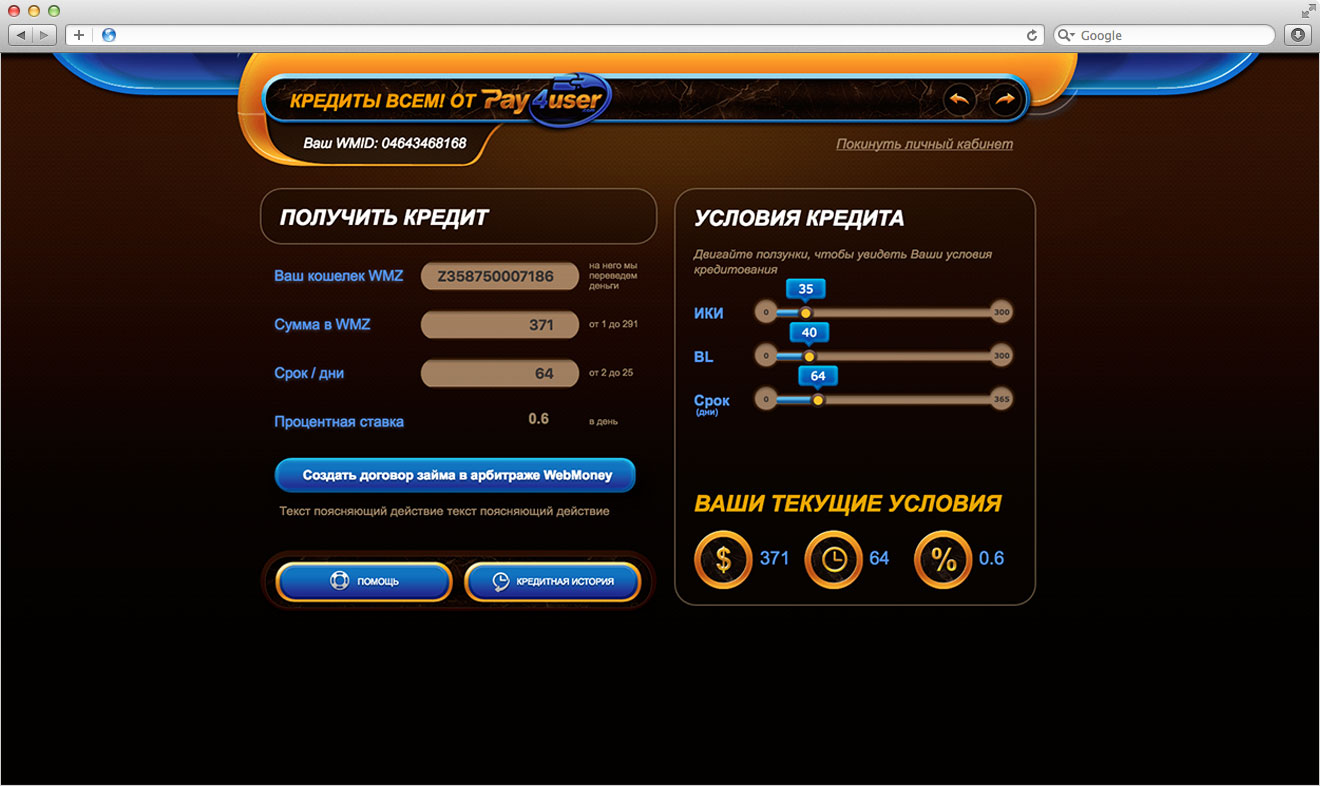 Google
КРЕДИТЫ ВСЕМ! ОТ Pay4user
Ваш WMID: 04643468168
Покинуть личный кабинет
ПОЛУЧИТЬ КРЕДИТ
Ваш кошелек WMZ
Z358750007186
на него мы
переведем
деньги
Сумма в WMZ
371
от 1 до 291
Срок / дни
64
от 2 до 25
Процентная ставка
0.6
в день
Создать договор займа в арбитраже WebMoney
Текст поясняющий действие текст поясняющий действие
ПОМОЩЬ
КРЕДИТНАЯ ИСТОРИЯ
УСЛОВИЯ КРЕДИТА
Двигайте ползунки, чтобы увидеть Ваши условия
кредитования
35
ИКИ
0
300
40
BL
0
300
64
Срок
(дни)
0
365
ВАШИ ТЕКУЩИЕ УСЛОВИЯ
$ 371
64
% 0.6